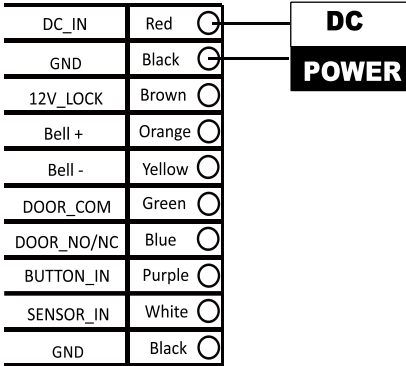 DC_IN Red DC
GND Black POWER
12V_LOCK Brown
Bell + Orange
Bell - Yellow
DOOR_COM Green
DOOR_NO/NC Blue
BUTTON_IN Purple
SENSOR_IN White
GND Black